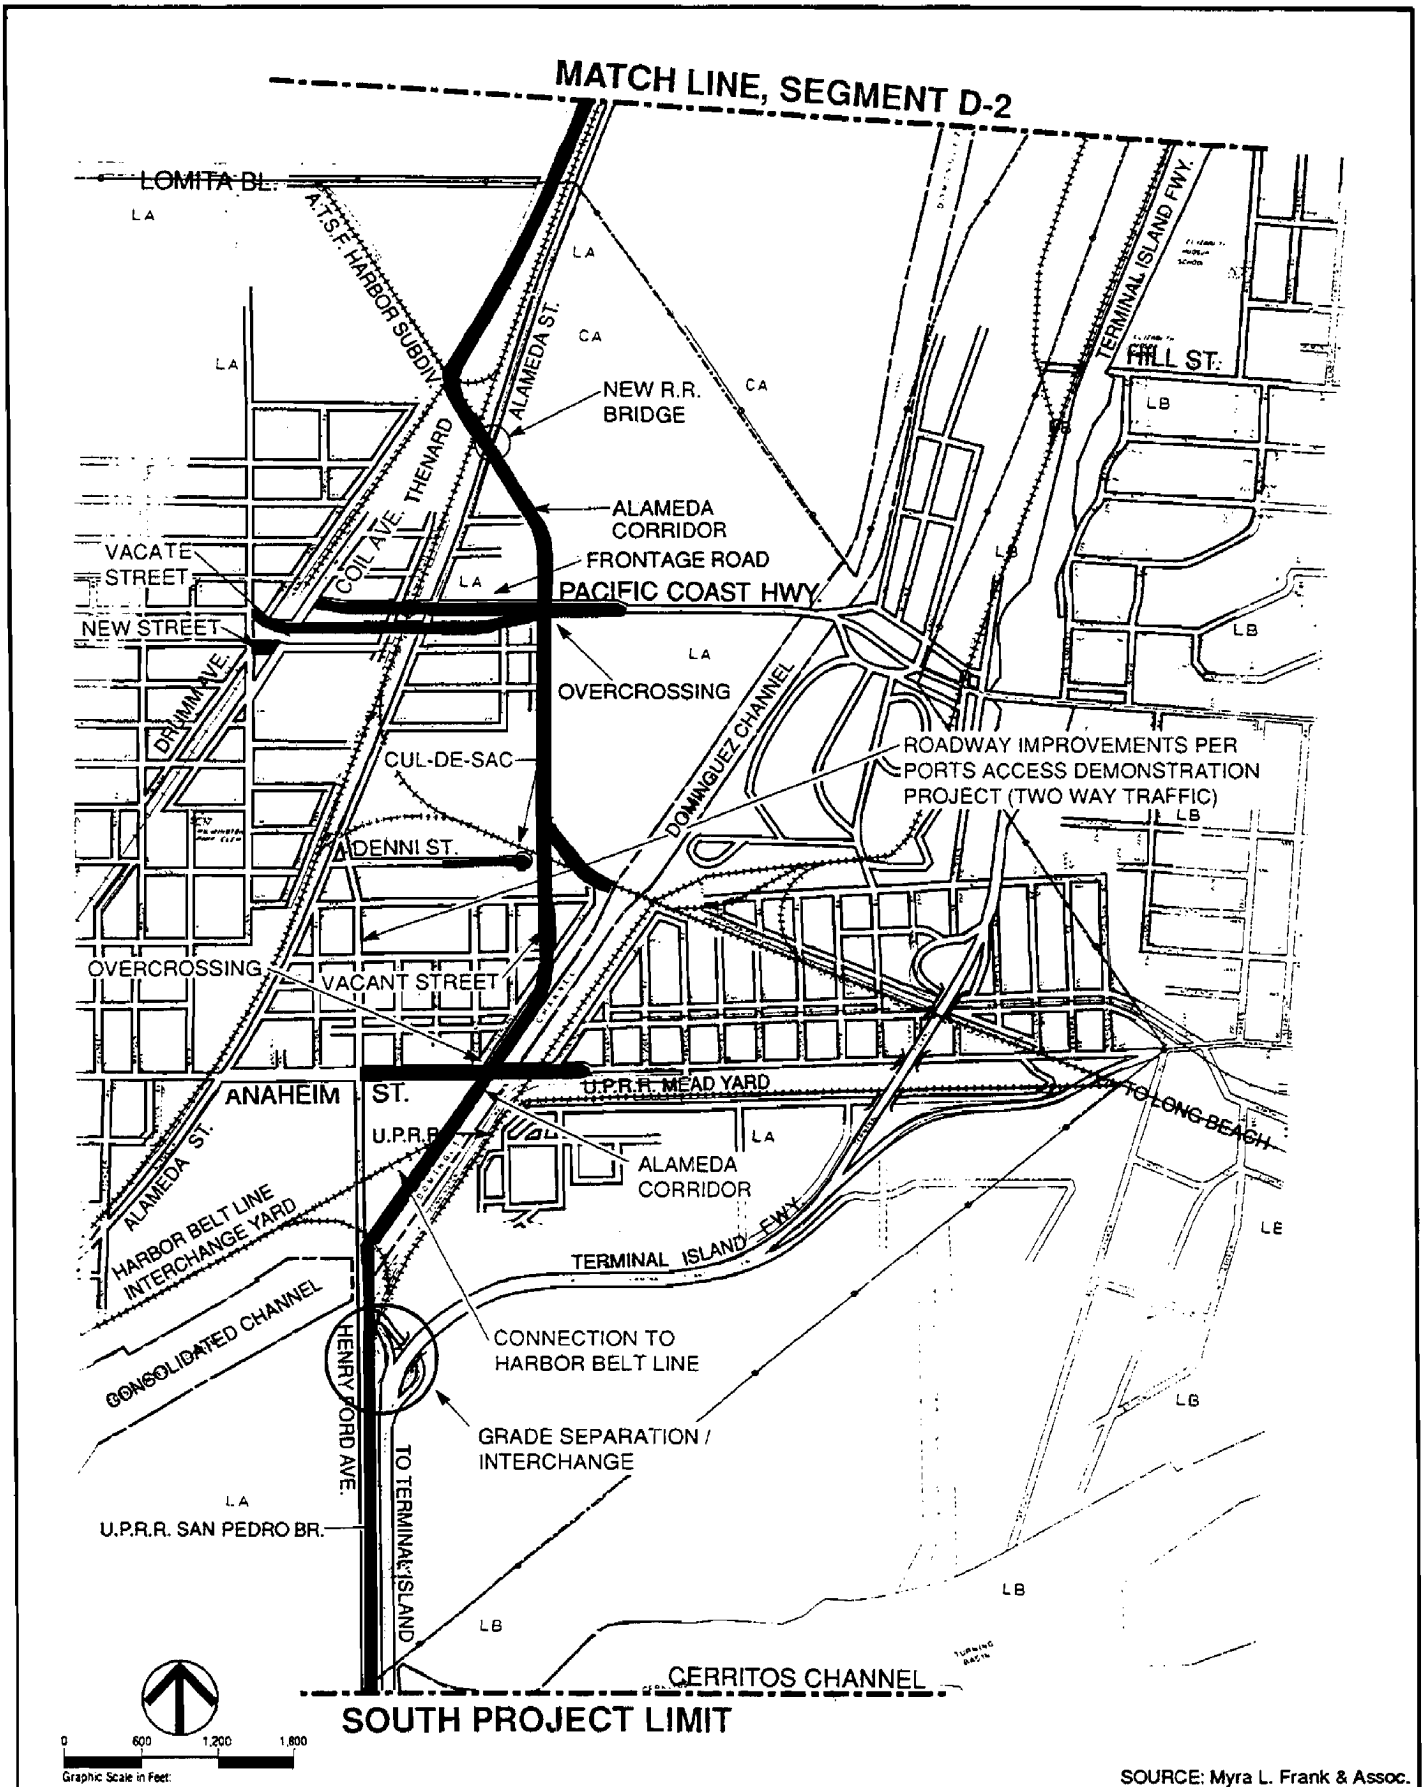 MATCH LINE, SEGMENT D-2
LOMITA BL.
LA
A.T.S.F. HARBOR SUBDIV.
LA
TERMINAL ISLAND FWY.
ALAMEDA ST.
CA
LA
CA
HILL ST.
LB
NEW R.R.
BRIDGE
THENARD
COIL AVE.
ALAMEDA
CORRIDOR
VACATE
STREET
FRONTAGE ROAD
LA
PACIFIC COAST HWY.
LB
NEW STREET
LB
LA
DRUMM AVE.
OVERCROSSING
DOMINGUEZ CHANNEL
CUL-DE-SAC
ROADWAY IMPROVEMENTS PER
PORTS ACCESS DEMONSTRATION
PROJECT (TWO WAY TRAFFIC)
LB
DENNI ST.
OVERCROSSING
VACANT STREET
ANAHEIM ST.
U.P.R.R. MEAD YARD
TO LONG BEACH
U.P.R.R.
LA
ALAMEDA ST.
ALAMEDA
CORRIDOR
HARBOR BELT LINE
INTERCHANGE YARD
TERMINAL ISLAND FWY.
CONSOLIDATED CHANNEL
HENRY FORD AVE.
CONNECTION TO
HARBOR BELT LINE
LB
GRADE SEPARATION /
INTERCHANGE
TO TERMINAL ISLAND
LA
U.P.R.R. SAN PEDRO BR.
LB
LB
TURNING
BASIN
CERRITOS CHANNEL
SOUTH PROJECT LIMIT
0 600 1,200 1,800
Graphic Scale in Feet:
SOURCE: Myra L. Frank & Assoc.